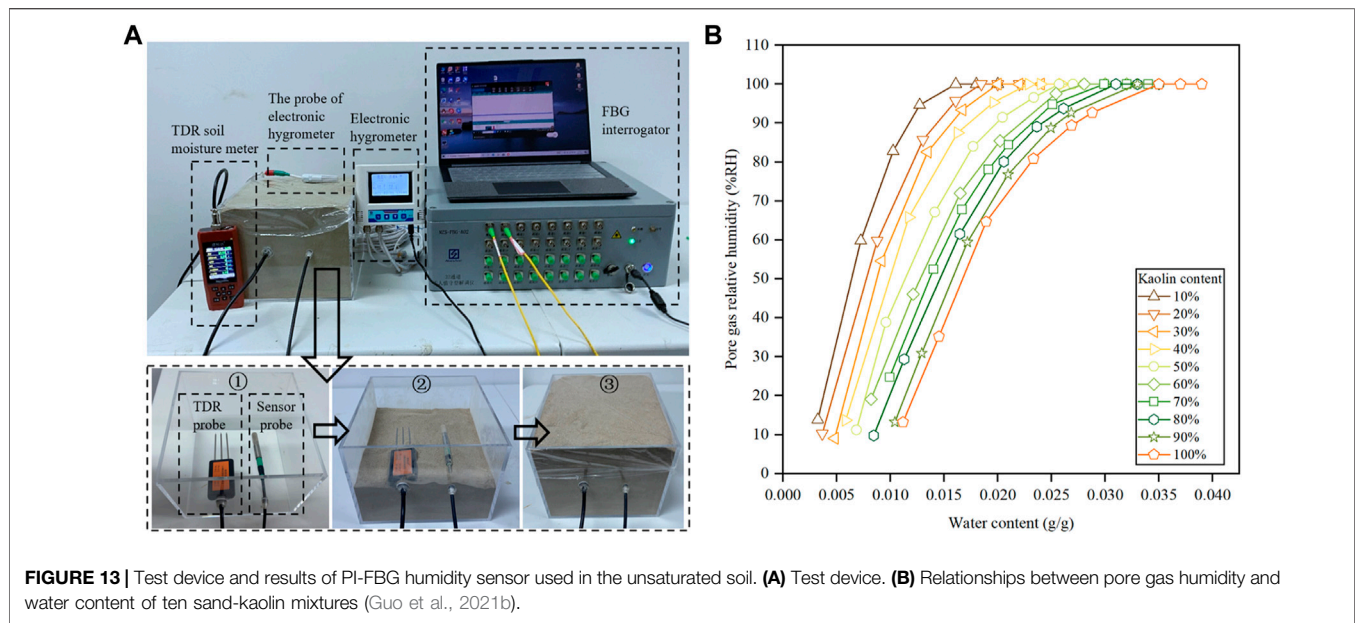 A
The probe of
electronic
hygrometer
Electronic
hygrometer
TDR soil
moisture meter
FBG
interrogator
①
TDR
probe
Sensor
probe
②
③
B
Pore gas relative humidity (%RH)
110
100
90
80
70
60
50
40
30
20
10
0
0.000 0.005 0.010 0.015 0.020 0.025 0.030 0.035 0.040
Water content (g/g)
Kaolin content
10%
20%
30%
40%
50%
60%
70%
80%
90%
100%
FIGURE 13 | Test device and results of PI-FBG humidity sensor used in the unsaturated soil. (A) Test device. (B) Relationships between pore gas humidity and
water content of ten sand-kaolin mixtures (Guo et al., 2021b).